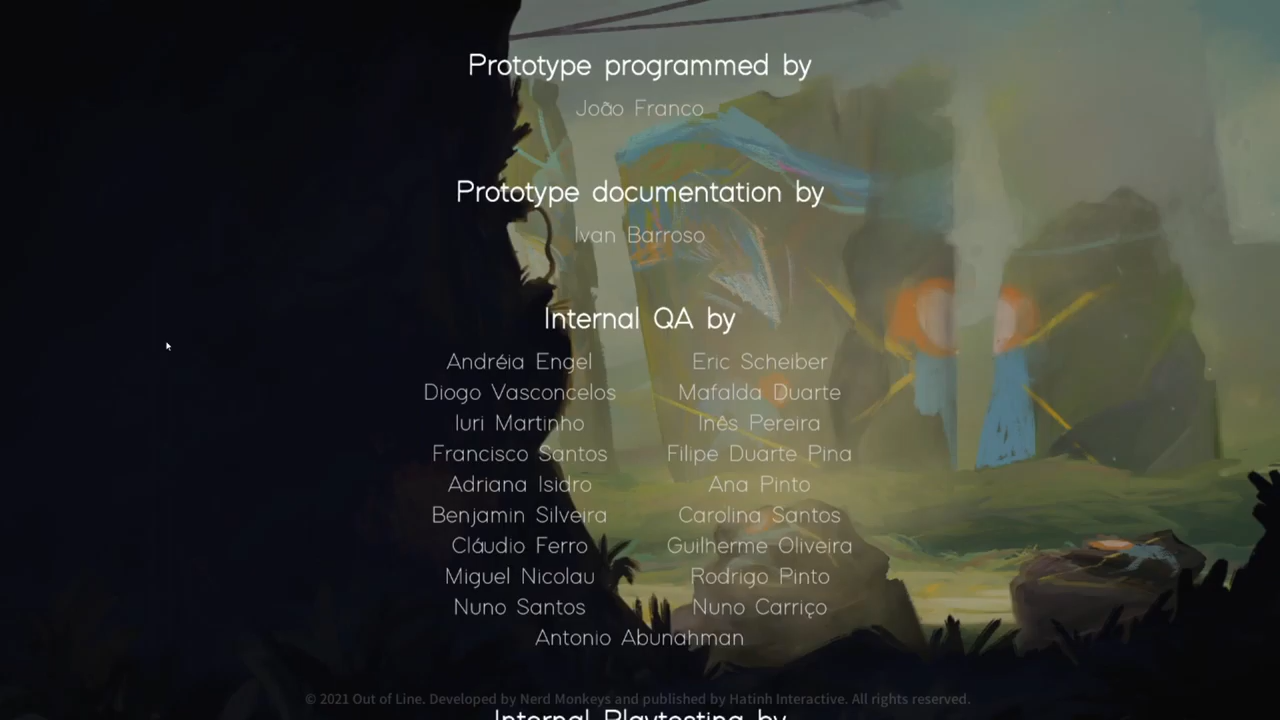 Prototype programmed by
João Franco
Prototype documentation by
Ivan Barroso
Internal QA by
Andréia Engel Eric Scheiber
Diogo Vasconcelos Mafalda Duarte
Iuri Martinho Inês Pereira
Francisco Santos Filipe Duarte Pina
Adriana Isidro Ana Pinto
Benjamin Silveira Carolina Santos
Cláudio Ferro Guilherme Oliveira
Miguel Nicolau Rodrigo Pinto
Nuno Santos Nuno Carriço
Antonio Abunahman
© 2021 Out of Line. Developed by Nerd Monkeys and published by Hatinh Interactive. All rights reserved.
Internal Playtesting by